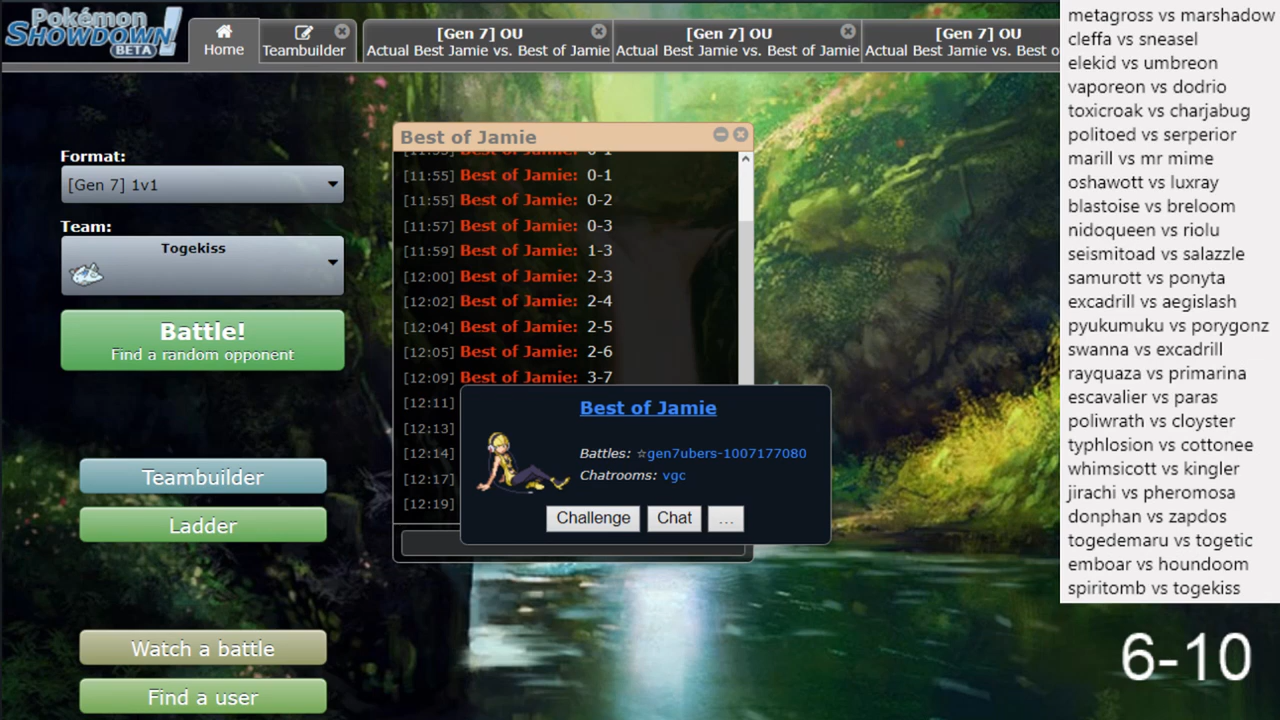 Pokémon
SHOWDOWN!
BETA
Home
Teambuilder
[Gen 7] OU
Actual Best Jamie vs. Best of Jamie
[Gen 7] OU
Actual Best Jamie vs. Best of Jamie
[Gen 7] OU
Actual Best Jamie vs. Best o
Format:
[Gen 7] 1v1
Team:
Togekiss
Battle!
Find a random opponent
Teambuilder
Ladder
Watch a battle
Find a user
Best of Jamie
Best of Jamie: 0-1
[11:55] Best of Jamie: 0-1
[11:55] Best of Jamie: 0-2
[11:57] Best of Jamie: 0-3
[11:59] Best of Jamie: 1-3
[12:00] Best of Jamie: 2-3
[12:02] Best of Jamie: 2-4
[12:04] Best of Jamie: 2-5
[12:05] Best of Jamie: 2-6
[12:09] Best of Jamie: 3-7
[12:11]
[12:13]
[12:14]
[12:17]
[12:19]
Best of Jamie
Battles: ☆gen7ubers-1007177080
Chatrooms: vgc
Challenge
Chat
...
metagross vs marshadow
cleffa vs sneasel
elekid vs umbreon
vaporeon vs dodrio
toxicroak vs charjabug
politoed vs serperior
marill vs mr mime
oshawott vs luxray
blastoise vs breloom
nidoqueen vs riolu
seismitoad vs salazzle
samurott vs ponyta
excadrill vs aegislash
pyukumuku vs porygonz
swanna vs excadrill
rayquaza vs primarina
escavalier vs paras
poliwrath vs cloyster
typhlosion vs cottonee
whimsicott vs kingler
jirachi vs pheromosa
donphan vs zapdos
togedemaru vs togetic
emboar vs houndoom
spiritomb vs togekiss
6-10